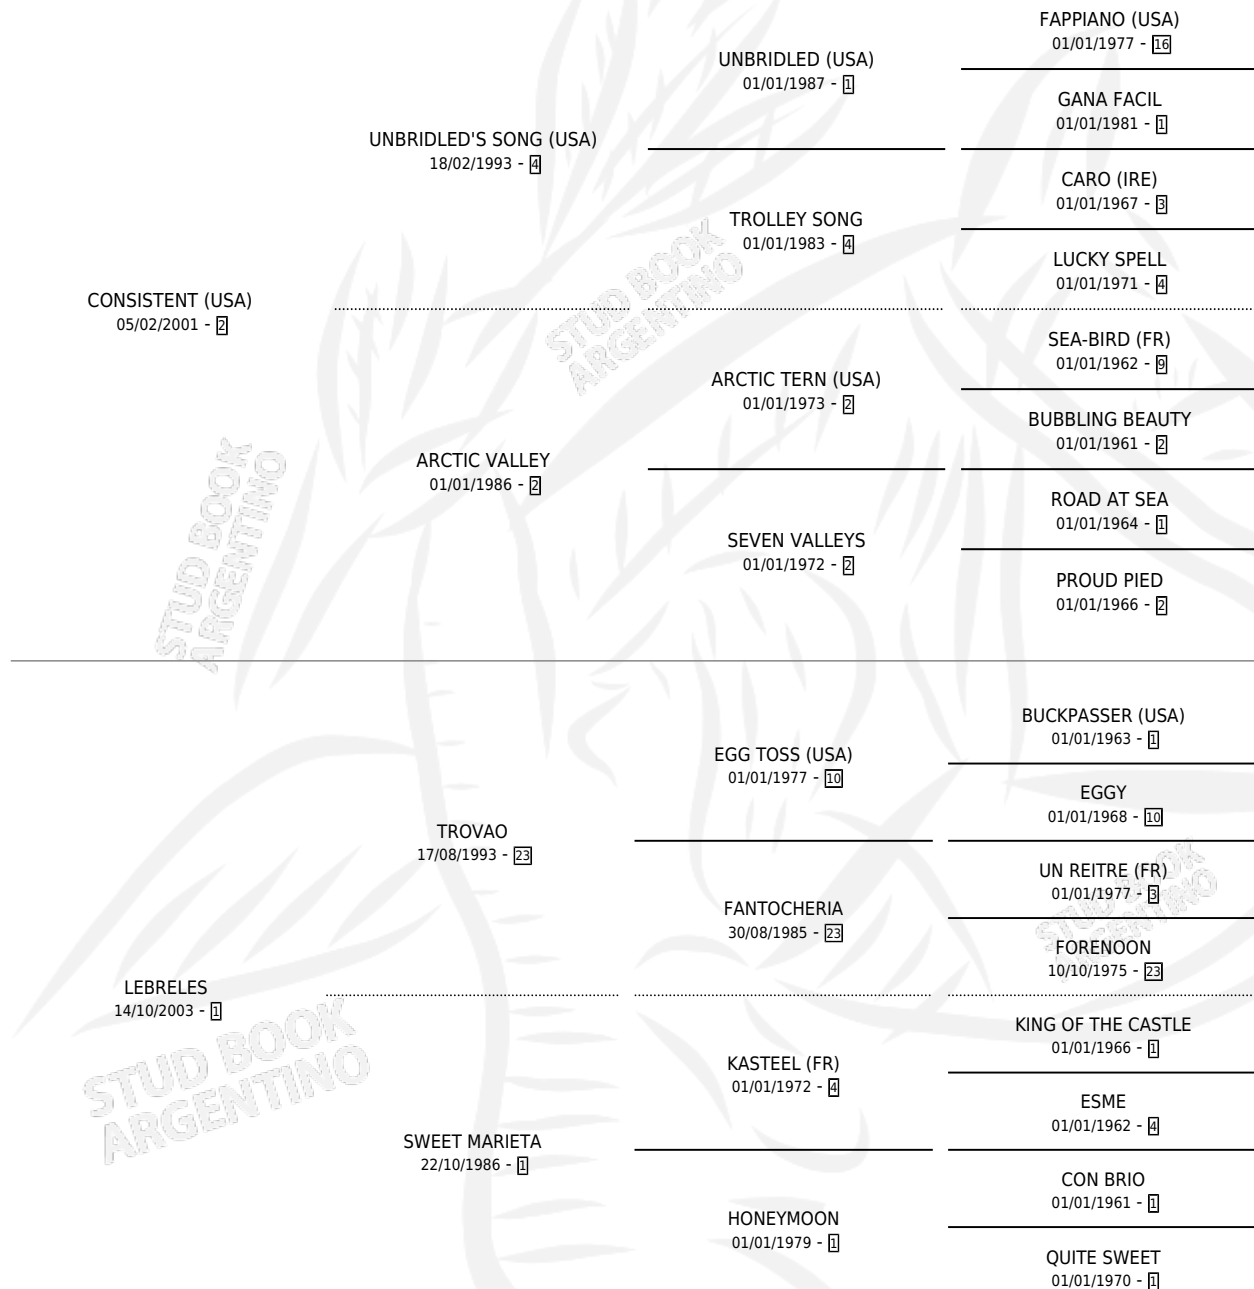 CONSISTENT (USA)
05/02/2001 - 2
UNBRIDLED'S SONG (USA)
18/02/1993 - 4
UNBRIDLED (USA)
01/01/1987 - 1
FAPPIANO (USA)
01/01/1977 - 16
GANA FACIL
01/01/1981 - 1
TROLLEY SONG
01/01/1983 - 4
CARO (IRE)
01/01/1967 - 3
LUCKY SPELL
01/01/1971 - 4
ARCTIC VALLEY
01/01/1986 - 2
ARCTIC TERN (USA)
01/01/1973 - 2
SEA-BIRD (FR)
01/01/1962 - 9
BUBBLING BEAUTY
01/01/1961 - 2
SEVEN VALLEYS
01/01/1972 - 2
ROAD AT SEA
01/01/1964 - 1
PROUD PIED
01/01/1966 - 2
LEBRELES
14/10/2003 - 1
TROVAO
17/08/1993 - 23
EGG TOSS (USA)
01/01/1977 - 10
BUCKPASSER (USA)
01/01/1963 - 1
EGGY
01/01/1968 - 10
FANTOCHERIA
30/08/1985 - 23
UN REITRE (FR)
01/01/1977 - 3
FORENOON
10/10/1975 - 23
SWEET MARIETA
22/10/1986 - 1
KASTEEL (FR)
01/01/1972 - 4
KING OF THE CASTLE
01/01/1966 - 1
ESME
01/01/1962 - 4
HONEYMOON
01/01/1979 - 1
CON BRIO
01/01/1961 - 1
QUITE SWEET
01/01/1970 - 1
STUD BOOK
ARGENTINO
STUD BOOK
ARGENTINO
STUD BOOK
ARGENTINO
STUD BOOK
ARGENTINO